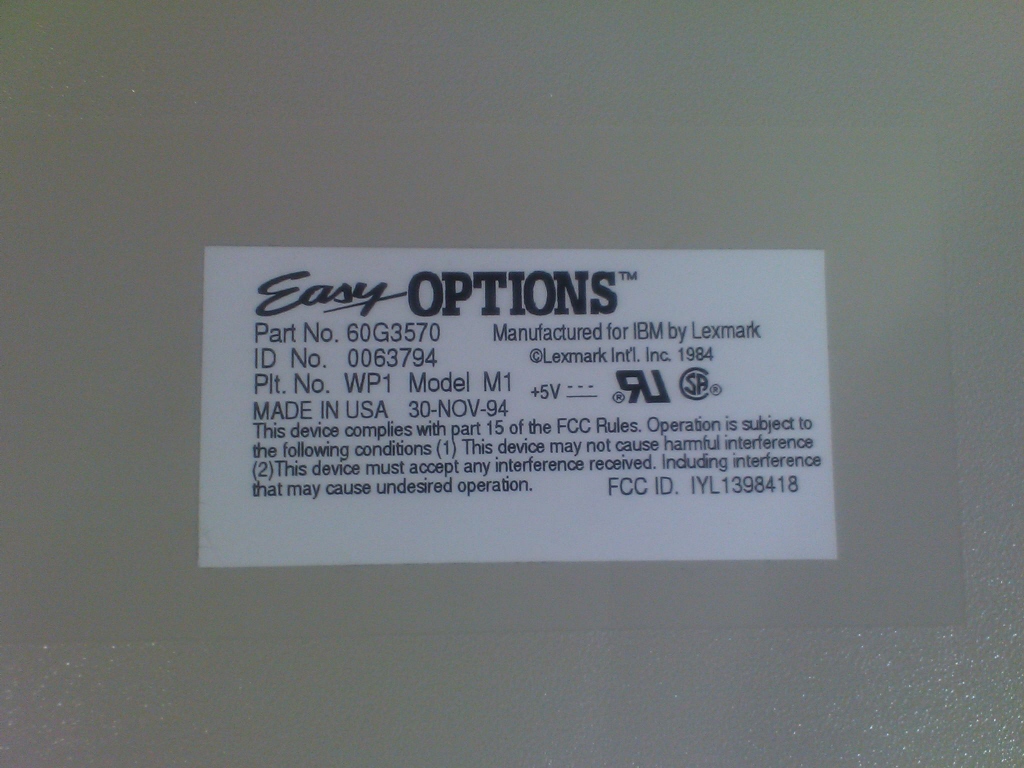 Easy OPTIONS™
Part No. 60G3570 Manufactured for IBM by Lexmark
ID No. 0063794 ©Lexmark Int'l. Inc. 1984
Plt. No. WP1 Model M1 +5V --- ® RU SA ®
MADE IN USA 30-NOV-94
This device complies with part 15 of the FCC Rules. Operation is subject to
the following conditions (1) This device may not cause harmful interference
(2)This device must accept any interference received. Including interference
that may cause undesired operation. FCC ID. IYL1398418